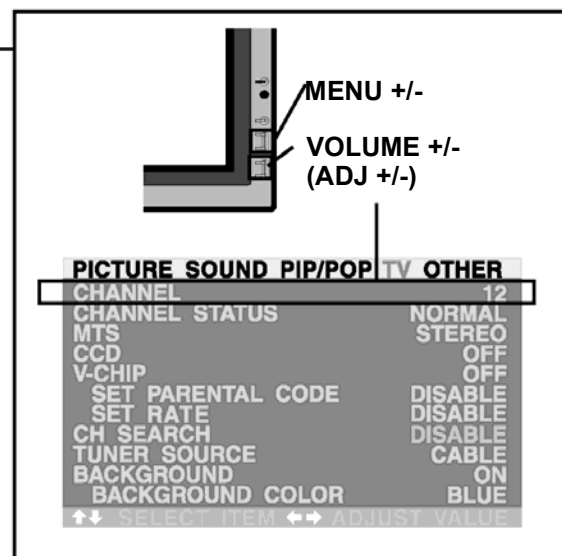 MENU +/-
VOLUME +/-
(ADJ +/-)
PICTURE SOUND PIP/POP TV OTHER
CHANNEL 12
CHANNEL STATUS NORMAL
MTS STEREO
CCD OFF
V-CHIP OFF
SET PARENTAL CODE DISABLE
SET RATE DISABLE
CH SEARCH DISABLE
TUNER SOURCE CABLE
BACKGROUND ON
BACKGROUND COLOR BLUE
SELECT ITEM ADJUST VALUE